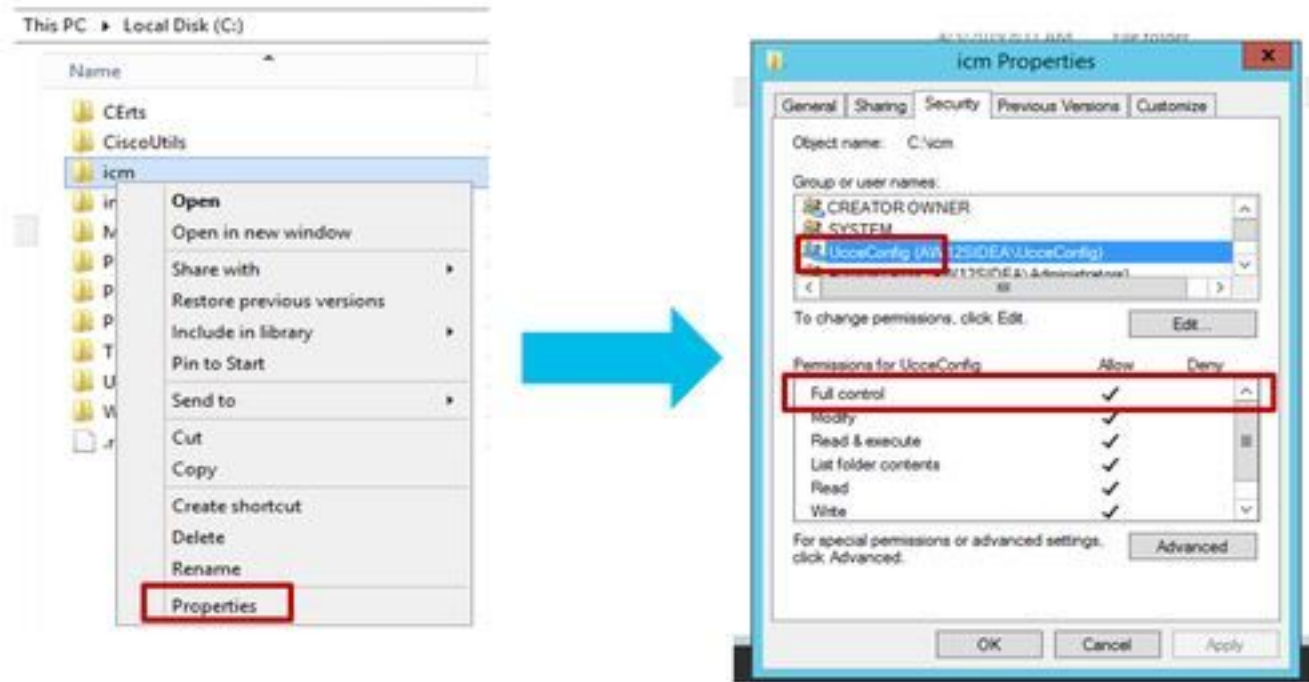 This PC ▸ Local Disk (C:)
Name
CErts
CiscoUtils
icm
ir
M
P
P
P
T
U
W
.r
Open
Open in new window
Share with
Restore previous versions
Include in library
Pin to Start
Send to
Cut
Copy
Create shortcut
Delete
Rename
Properties
File folder
icm Properties
x
General Sharing Security Previous Versions Customize
Object name: C:\icm
Group or user names:
CREATOR OWNER
SYSTEM
UcceConfig \UcceConfig)
To change permissions, click Edit.
Edit...
Permissions for UcceConfig Allow Deny
Full control
Modify
Read & execute
List folder contents
Read
Write
For special permissions or advanced settings, click Advanced.
Advanced
OK Cancel Apply